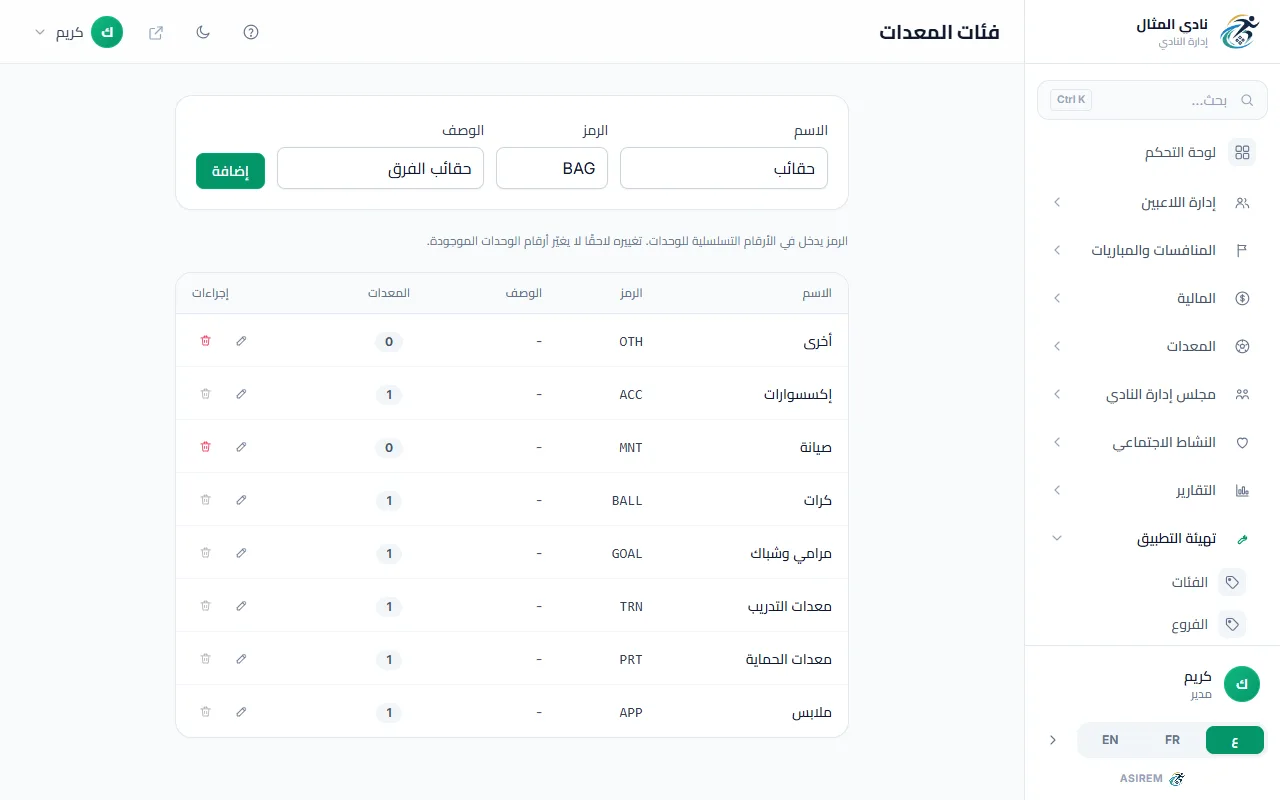 نادي المثال
إدارة النادي
بحث...
Ctrl K
لوحة التحكم
إدارة اللاعبين
المنافسات والمباريات
المالية
المعدات
مجلس إدارة النادي
النشاط الاجتماعي
التقارير
تهيئة التطبيق
الفئات
الفروع
ك
كريم
مدير
ع
FR
EN
ASIREM
فئات المعدات
ك
كريم
الاسم
الرمز
الوصف
حقائب
BAG
حقائب الفرق
إضافة
الرمز يدخل في الأرقام التسلسلية للوحدات. تغييره لاحقًا لا يغيّر أرقام الوحدات الموجودة.
الاسم الرمز الوصف المعدات إجراءات
أخرى OTH - 0
إكسسوارات ACC - 1
صيانة MNT - 0
كرات BALL - 1
مرامي وشباك GOAL - 1
معدات التدريب TRN - 1
معدات الحماية PRT - 1
ملابس APP - 1